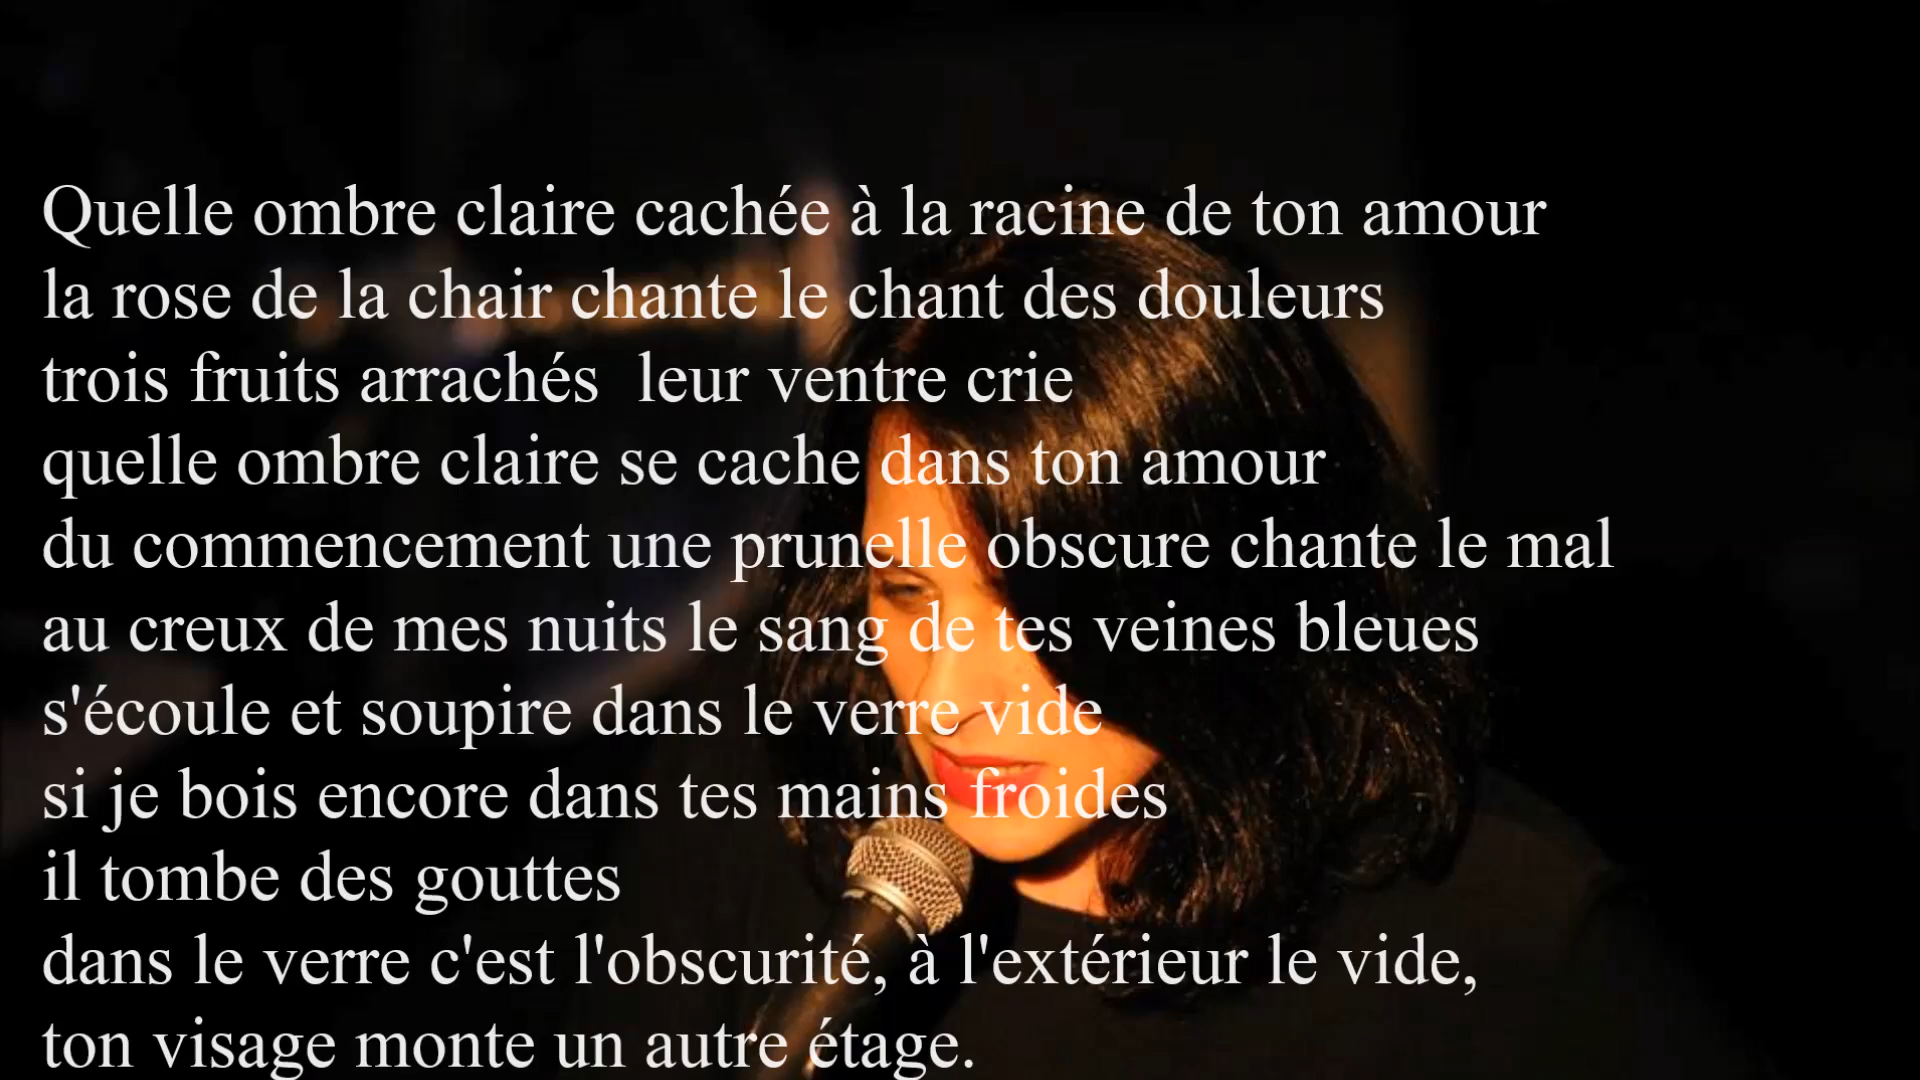 Quelle ombre claire cachée à la racine de ton amour
la rose de la chair chante le chant des douleurs
trois fruits arrachés  leur ventre crie
quelle ombre claire se cache dans ton amour
du commencement une prunelle obscure chante le mal
au creux de mes nuits le sang de tes veines bleues
s'écoule et soupire dans le verre vide
si je bois encore dans tes mains froides
il tombe des gouttes
dans le verre c'est l'obscurité, à l'extérieur le vide,
ton visage monte un autre étage.